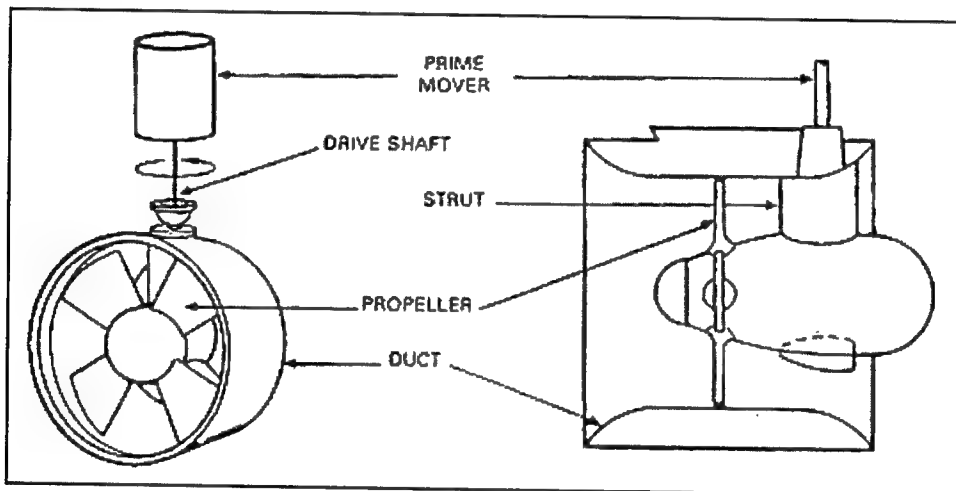 PRIME
MOVER
DRIVE SHAFT
STRUT
PROPELLER
DUCT